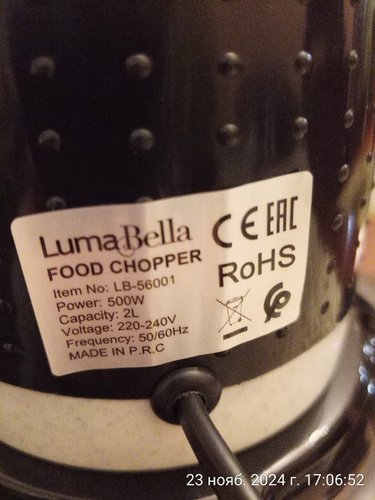 LumaBella
FOOD CHOPPER
Item No: LB-56001
Power: 500W
Capacity: 2L
Voltage: 220-240V
Frequency: 50/60Hz
MADE IN P.R.C
CE EAC
RoHS
23 нояб. 2024 г. 17:06:52